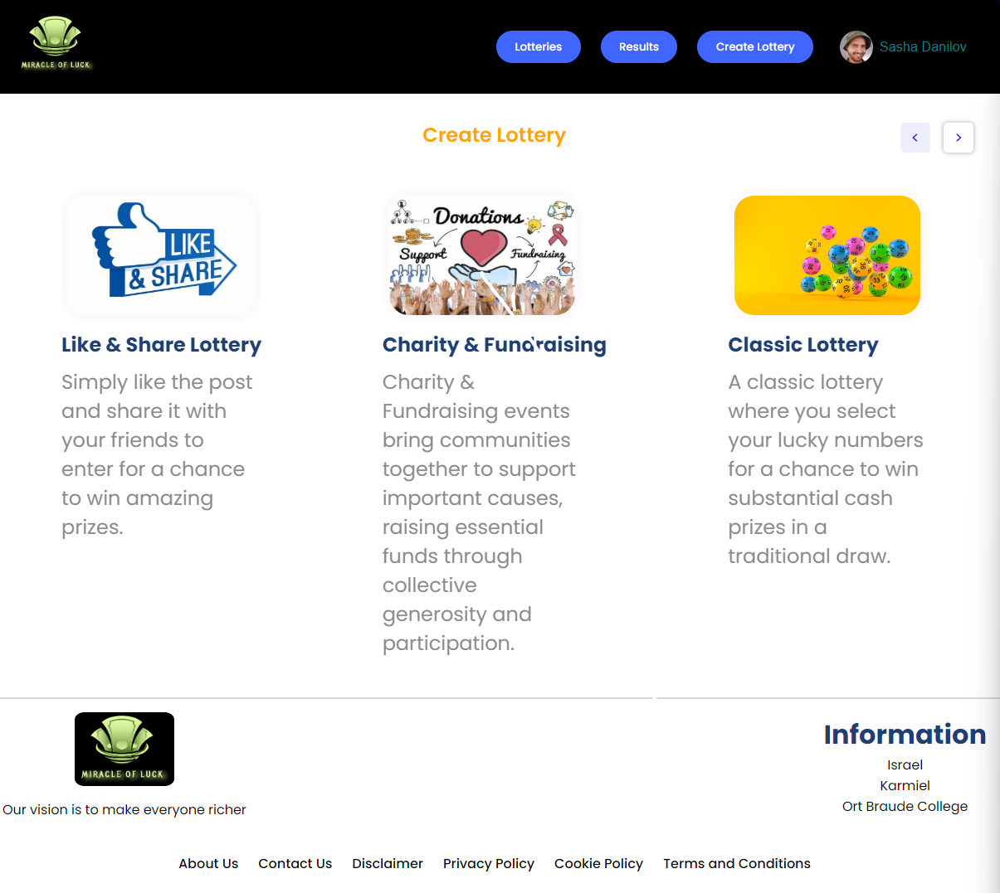 MIRACLE OF LUCK
Lotteries
Results
Create Lottery
Sasha Danilov
Create Lottery
<
>
LIKE
& SHARE
Donations
Support
Fundraising
Like & Share Lottery
Simply like the post
and share it with
your friends to
enter for a chance
to win amazing
prizes.
Charity & Fundraising
Charity &
Fundraising events
bring communities
together to support
important causes,
raising essential
funds through
collective
generosity and
participation.
Classic Lottery
A classic lottery
where you select
your lucky numbers
for a chance to win
substantial cash
prizes in a
traditional draw.
MIRACLE OF LUCK
Our vision is to make everyone richer
Information
Israel
Karmiel
Ort Braude College
About Us
Contact Us
Disclaimer
Privacy Policy
Cookie Policy
Terms and Conditions